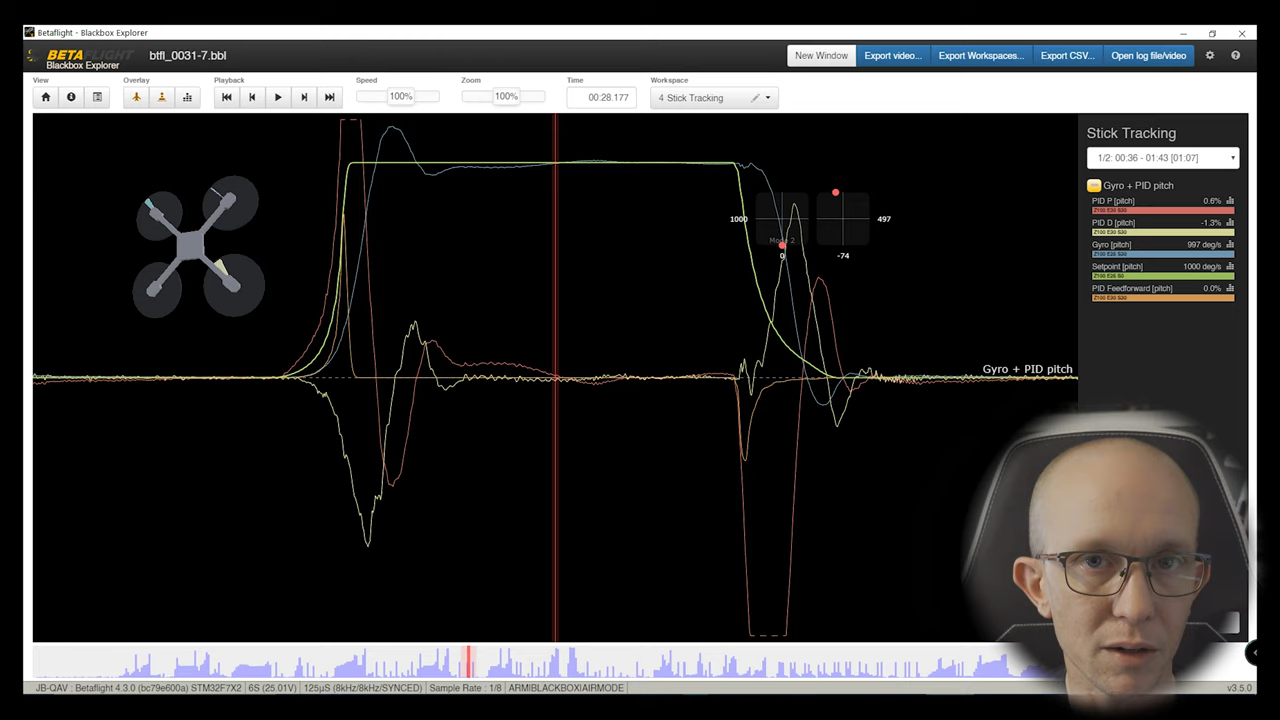 Betaflight - Blackbox Explorer
BETAFLIGHT
Blackbox Explorer
btfl_0031-7.bbl
New Window
Export video...
Export Workspaces...
Export CSV...
Open log file/video
View
Overlay
Playback
Speed
Zoom
Time
Workspace
100%
100%
00:28.177
4 Stick Tracking
Stick Tracking
1/2: 00:36 - 01:43 [01:07]
Gyro + PID pitch
PID P [pitch] 0.6%
PID D [pitch] -1.3%
Gyro [pitch] 997 deg/s
Setpoint [pitch] 1000 deg/s
PID Feedforward [pitch] 0.0%
1000
497
Mode 2
0
-74
Gyro + PID pitch
JB-QAV : Betaflight 4.3.0 (bc79e600a) STM32F7X2
6S (25.01V)
125µS (8kHz/8kHz/SYNCED)
Sample Rate : 1/8
ARM|BLACKBOX|AIRMODE
v3.5.0